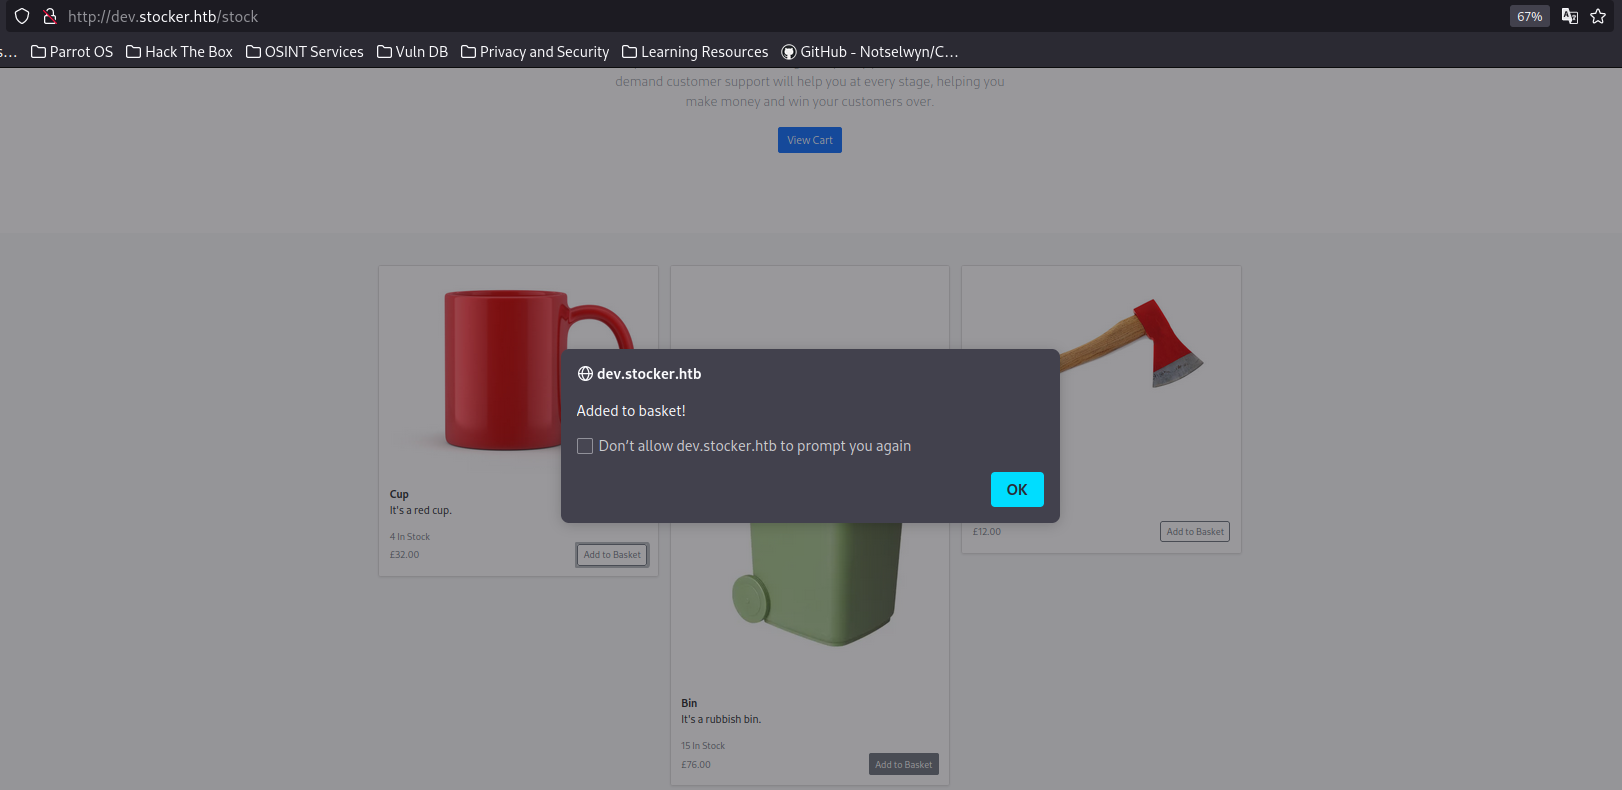 http://dev.stocker.htb/stock
67%
s… Parrot OS Hack The Box OSINT Services Vuln DB Privacy and Security Learning Resources GitHub - Notselwyn/C…
demand customer support will help you at every stage, helping you
make money and win your customers over.
View Cart
dev.stocker.htb
Added to basket!
Don’t allow dev.stocker.htb to prompt you again
OK
Cup
It's a red cup.
4 In Stock
£32.00
Add to Basket
Bin
It's a rubbish bin.
15 In Stock
£76.00
Add to Basket
£12.00
Add to Basket